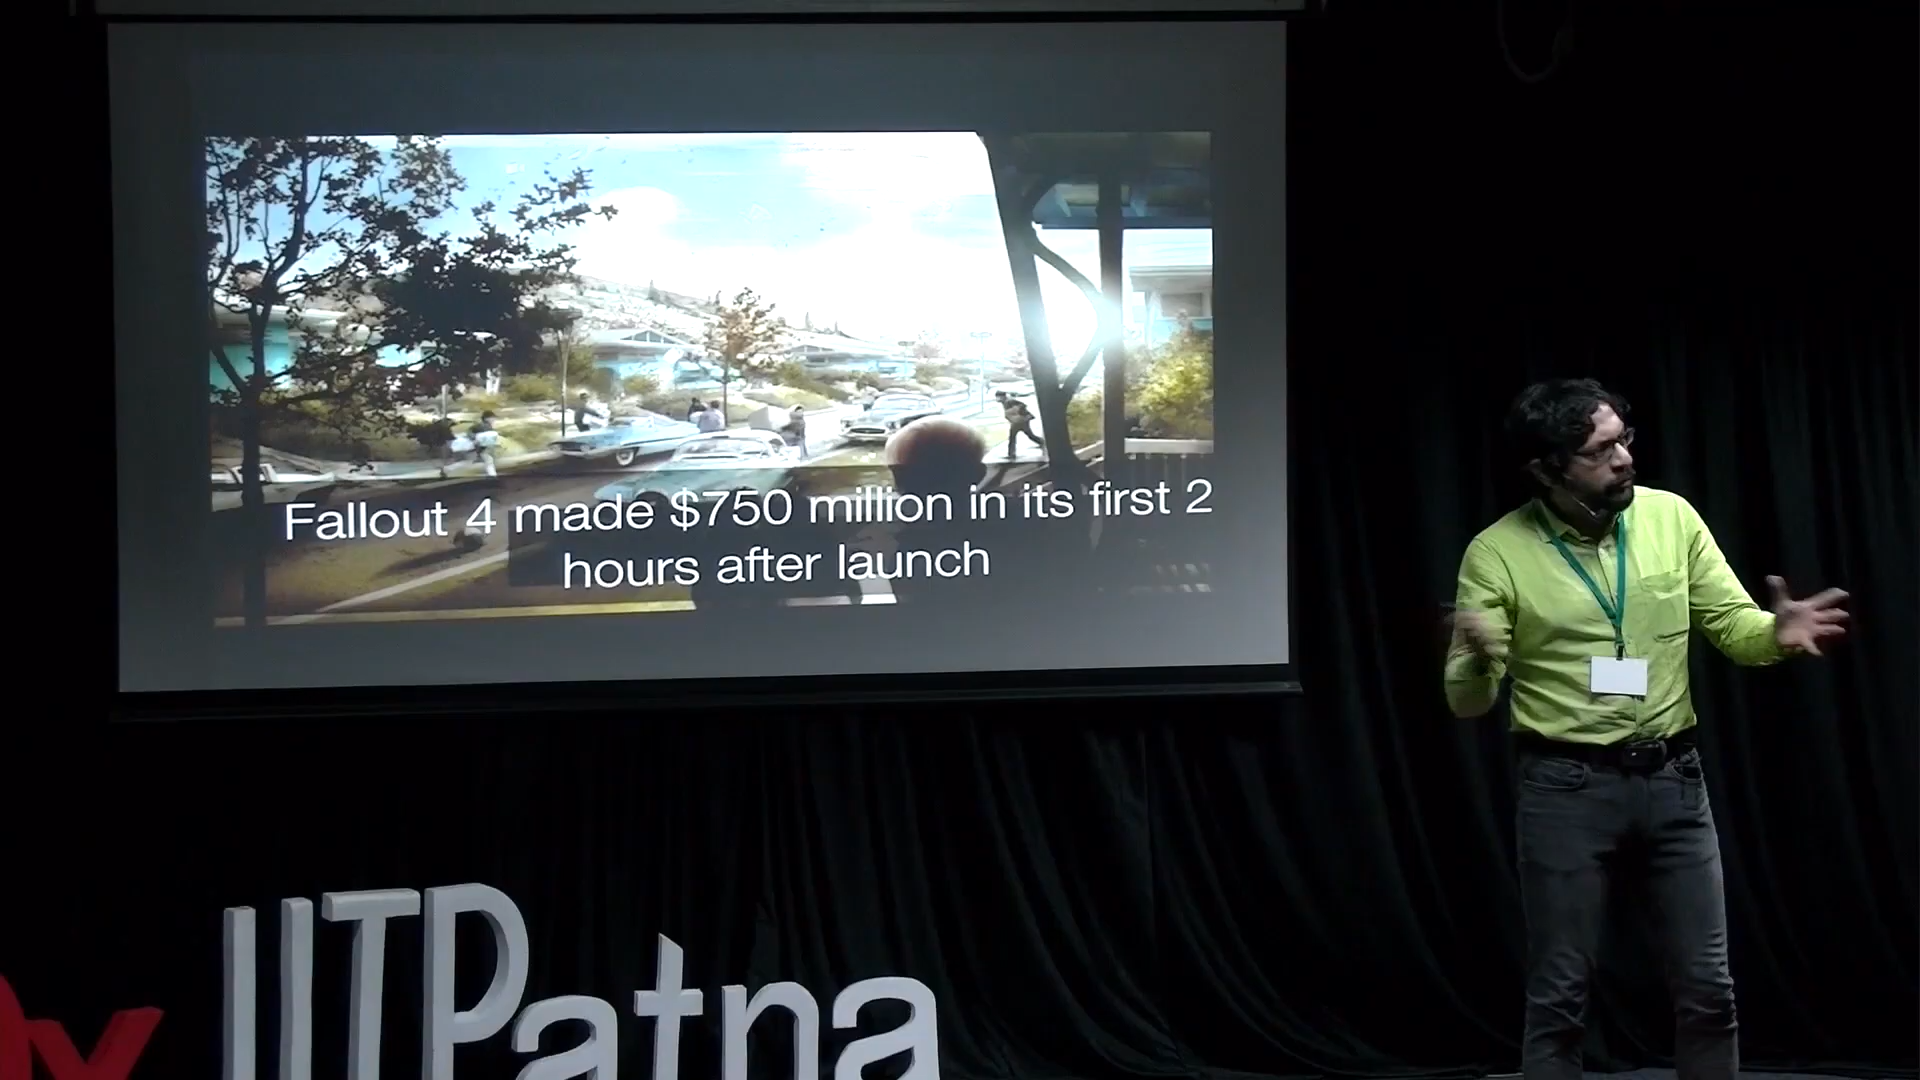 Fallout 4 made $750 million in its first 2
hours after launch
x IITPatna